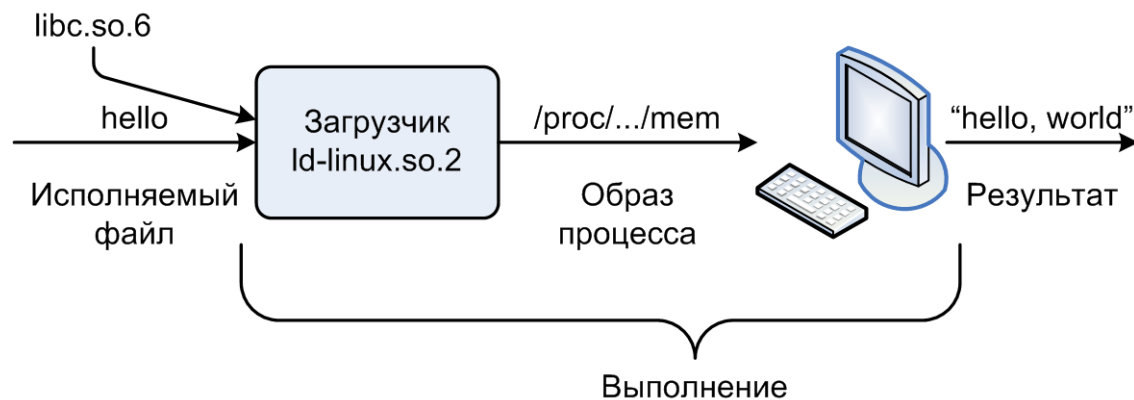 libc.so.6
hello
Исполняемый
файл
Загрузчик
ld-linux.so.2
/proc/.../mem
Образ
процесса
“hello, world”
Результат
Выполнение